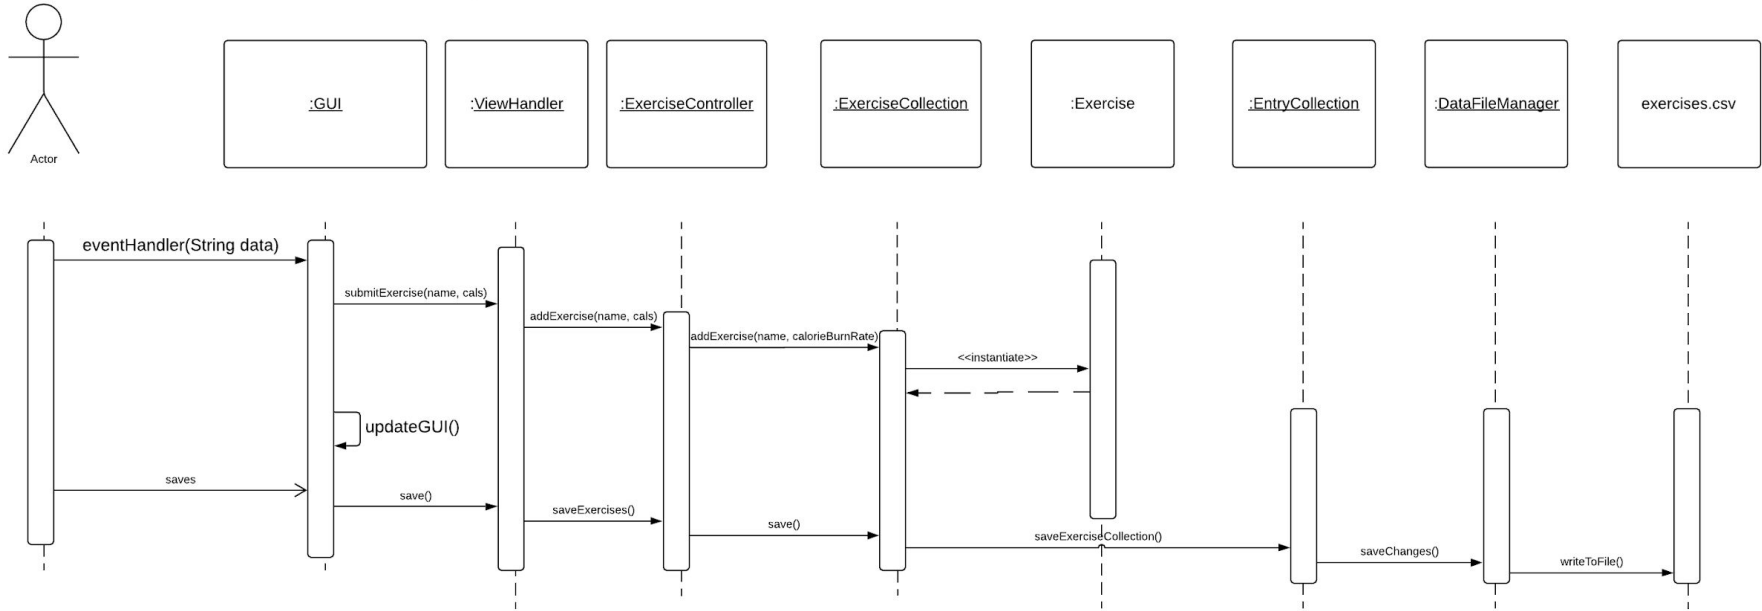 Actor
:GUI
:ViewHandler
:ExerciseController
:ExerciseCollection
:Exercise
:EntryCollection
:DataFileManager
exercises.csv
eventHandler(String data)
submitExercise(name, cals)
addExercise(name, cals)
addExercise(name, calorieBurnRate)
<<instantiate>>
updateGUI()
saves
save()
saveExercises()
save()
saveExerciseCollection()
saveChanges()
writeToFile()